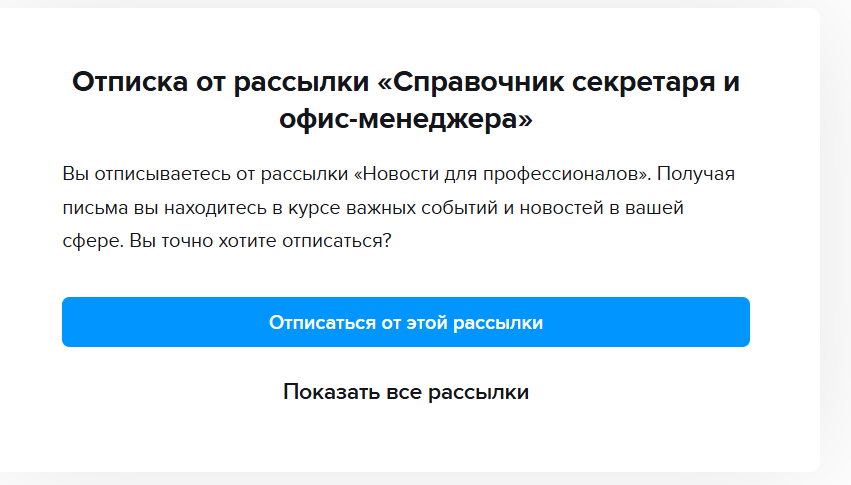 Отписка от рассылки «Справочник секретаря и
офис-менеджера»
Вы отписываетесь от рассылки «Новости для профессионалов». Получая
письма вы находитесь в курсе важных событий и новостей в вашей
сфере. Вы точно хотите отписаться?
Отписаться от этой рассылки
Показать все рассылки